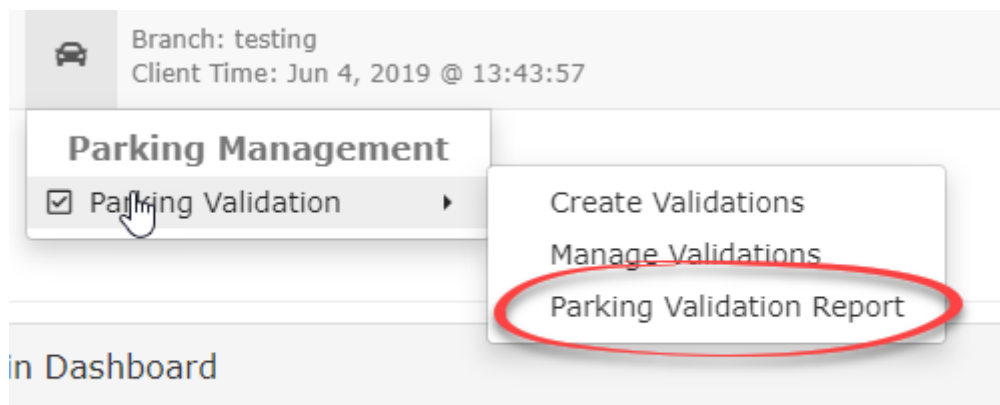 Branch: testing
Client Time: Jun 4, 2019 @ 13:43:57
Parking Management
Parking Validation
Create Validations
Manage Validations
Parking Validation Report
in Dashboard